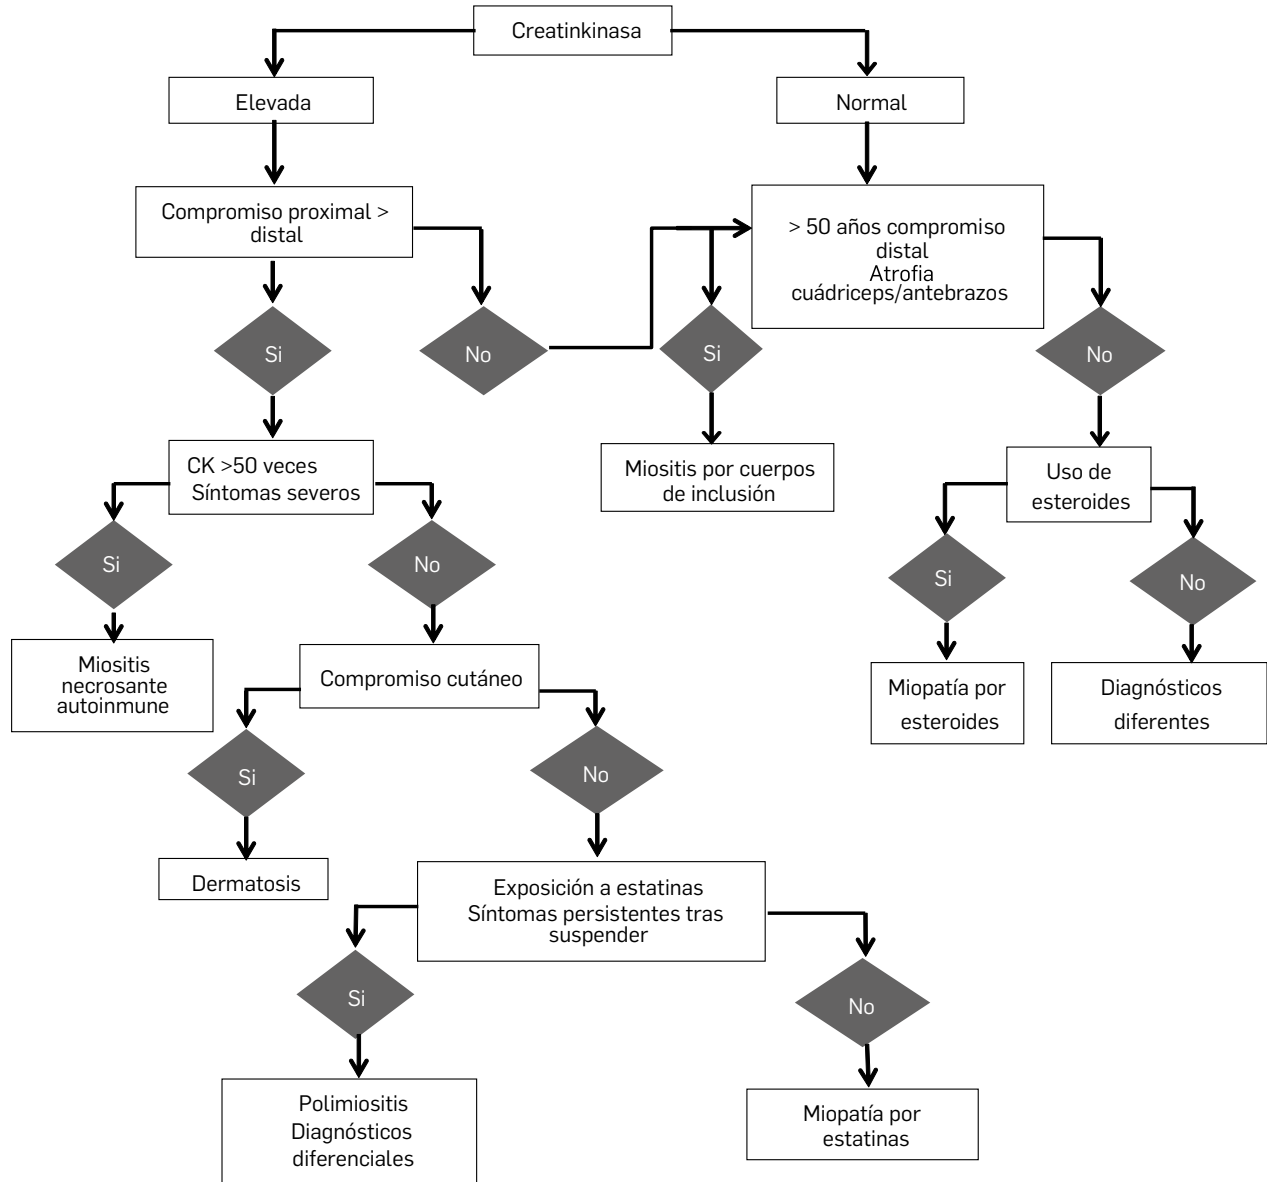 Creatinkinasa
Elevada
Normal
Compromiso proximal >
distal
> 50 años compromiso
distal
Atrofia
cuádriceps/antebrazos
Si
No
Si
No
CK >50 veces
Síntomas severos
Miositis por cuerpos
de inclusión
Uso de
esteroides
Si
No
Si
No
Miositis
necrosante
autoinmune
Compromiso cutáneo
Miopatía por
esteroides
Diagnósticos
diferentes
Si
No
Dermatosis
Exposición a estatinas
Síntomas persistentes tras
suspender
Si
No
Polimiositis
Diagnósticos
diferenciales
Miopatía por
estatinas